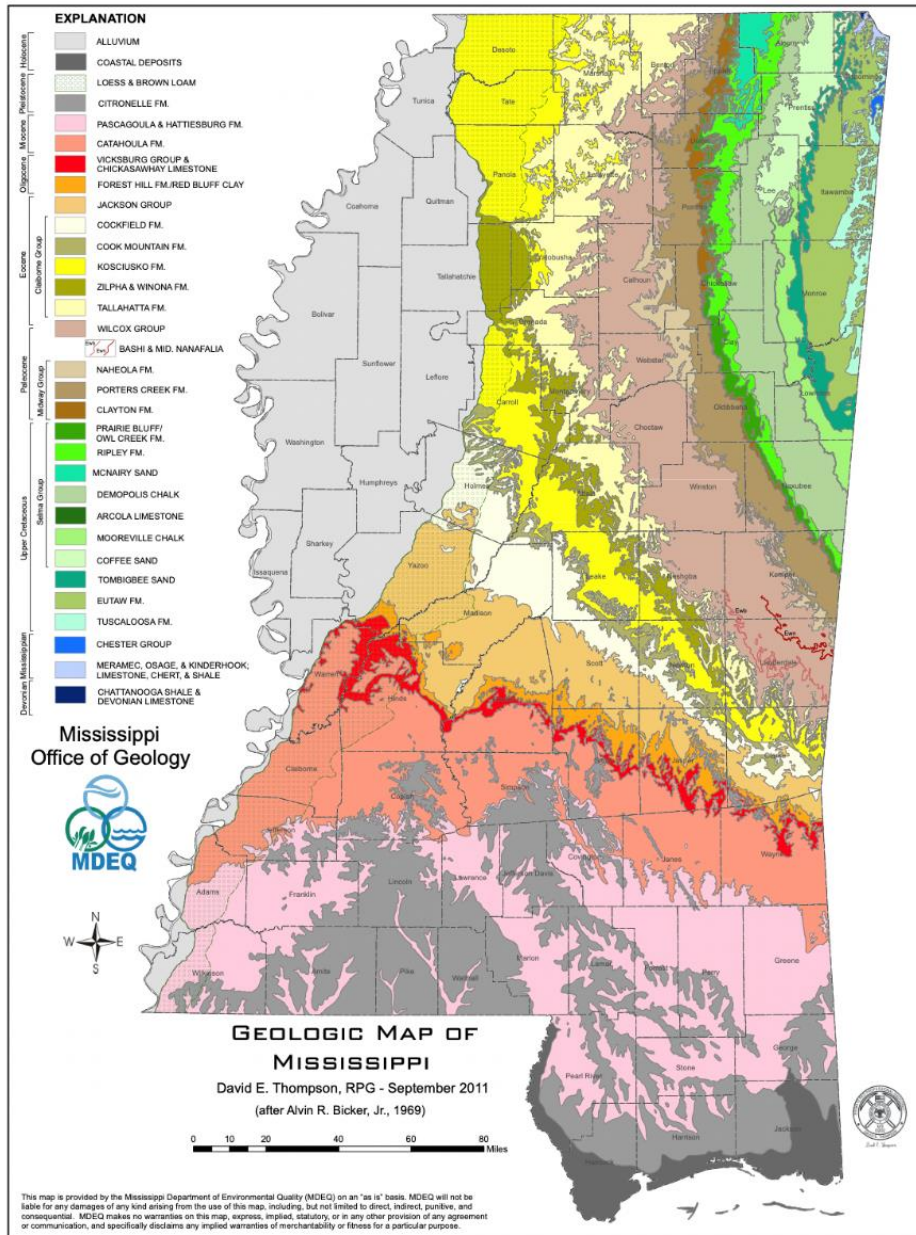 EXPLANATION
Holocene
ALLUVIUM
COASTAL DEPOSITS
Pleistocene
LOESS & BROWN LOAM
CITRONELLE FM.
Miocene
PASCAGOULA & HATTIESBURG FM.
CATAHOULA FM.
Oligocene
VICKSBURG GROUP &
CHICKASAWHAY LIMESTONE
FOREST HILL FM./RED BLUFF CLAY
Eocene
JACKSON GROUP
Claiborne Group
COCKFIELD FM.
COOK MOUNTAIN FM.
KOSCIUSKO FM.
ZILPHA & WINONA FM.
TALLAHATTA FM.
WILCOX GROUP
Paleocene
Ewb
Ewn
BASHI & MID. NANAFALIA
Midway Group
NAHEOLA FM.
PORTERS CREEK FM.
CLAYTON FM.
Upper Cretaceous
Selma Group
PRAIRIE BLUFF/
OWL CREEK FM.
RIPLEY FM.
MCNAIRY SAND
DEMOPOLIS CHALK
ARCOLA LIMESTONE
MOOREVILLE CHALK
COFFEE SAND
TOMBIGBEE SAND
EUTAW FM.
TUSCALOOSA FM.
Mississippian
CHESTER GROUP
MERAMEC, OSAGE, & KINDERHOOK;
LIMESTONE, CHERT, & SHALE
Devonian
CHATTANOOGA SHALE &
DEVONIAN LIMESTONE
Mississippi
Office of Geology
MDEQ
N
W E
S
Desoto
Marshall
Tunica
Tate
Prentiss
Panola
Lafayette
Lee
Itawamba
Coahoma
Quitman
Tallahatchie
Calhoun
Chickasaw
Monroe
Bolivar
Grenada
Clay
Sunflower
Leflore
Webster
Carroll
Montgomery
Oktibbeha
Lowndes
Washington
Choctaw
Humphreys
Holmes
Winston
Noxubee
Sharkey
Issaquena
Yazoo
Leake
Neshoba
Kemper
Madison
Ewb
Ewn
Scott
Newton
Lauderdale
Warren
Hinds
Jasper
Claiborne
Simpson
Copiah
Jefferson
Covington
Jones
Wayne
Adams
Franklin
Lincoln
Lawrence
Jefferson Davis
Marion
Lamar
Forrest
Perry
Greene
Wilkinson
Amite
Pike
Walthall
George
Pearl River
Stone
Jackson
Harrison
Hancock
GEOLOGIC MAP OF
MISSISSIPPI
David E. Thompson, RPG - September 2011
(after Alvin R. Bicker, Jr., 1969)
0 10 20 40 60 80
Miles
This map is provided by the Mississippi Department of Environmental Quality (MDEQ) on an "as is" basis. MDEQ will not be
liable for any damages of any kind arising from the use of this map, including, but not limited to direct, indirect, punitive, and
consequential. MDEQ makes no warranties on this map, express, implied, statutory, or in any other provision of any agreement
or communication, and specifically disclaims any implied warranties of merchantability or fitness for a particular purpose.